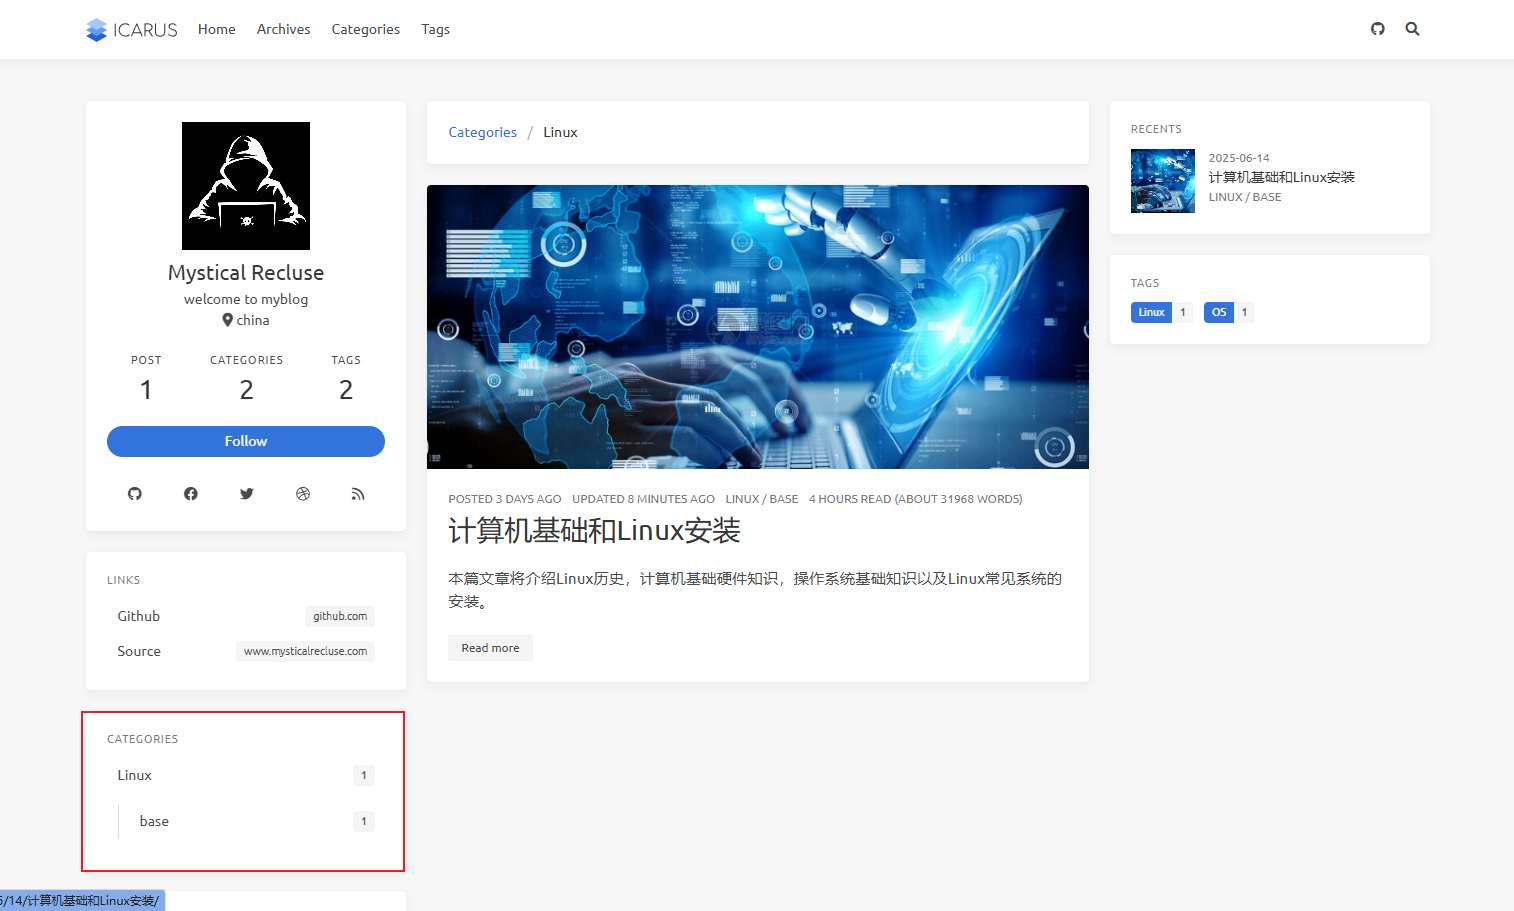 ICARUS Home Archives Categories Tags
Mystical Recluse
welcome to myblog
china
POST CATEGORIES TAGS
1 2 2
Follow
LINKS
Github github.com
Source www.mysticalrecluse.com
CATEGORIES
Linux 1
base 1
6/14/计算机基础和Linux安装/
Categories / Linux
POSTED 3 DAYS AGO UPDATED 8 MINUTES AGO LINUX / BASE 4 HOURS READ (ABOUT 31968 WORDS)
计算机基础和Linux安装
本篇文章将介绍Linux历史，计算机基础硬件知识，操作系统基础知识以及Linux常见系统的
安装。
Read more
RECENTS
2025-06-14
计算机基础和Linux安装
LINUX / BASE
TAGS
Linux 1 OS 1